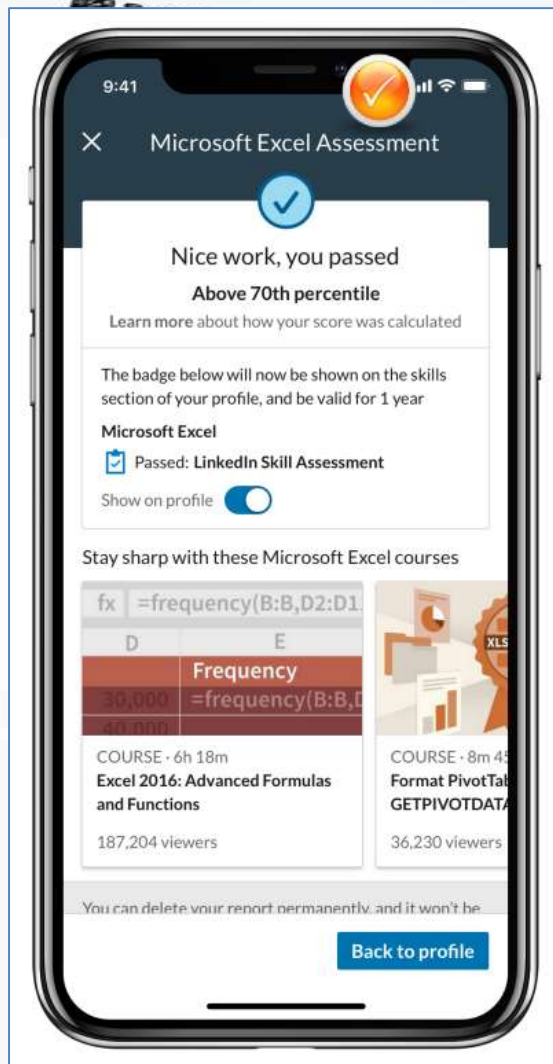 9:41
Microsoft Excel Assessment
Nice work, you passed
Above 70th percentile
Learn more about how your score was calculated
The badge below will now be shown on the skills
section of your profile, and be valid for 1 year
Microsoft Excel
Passed: LinkedIn Skill Assessment
Show on profile
Stay sharp with these Microsoft Excel courses
fx =frequency(B:B,D2:D1
D E
Frequency
30,000 =frequency(B:B,D
40,000
XLS
COURSE · 6h 18m
Excel 2016: Advanced Formulas
and Functions
187,204 viewers
COURSE · 8m 45
Format PivotTab
GETPIVOTDATA
36,230 viewers
You can delete your report permanently, and it won't be
Back to profile